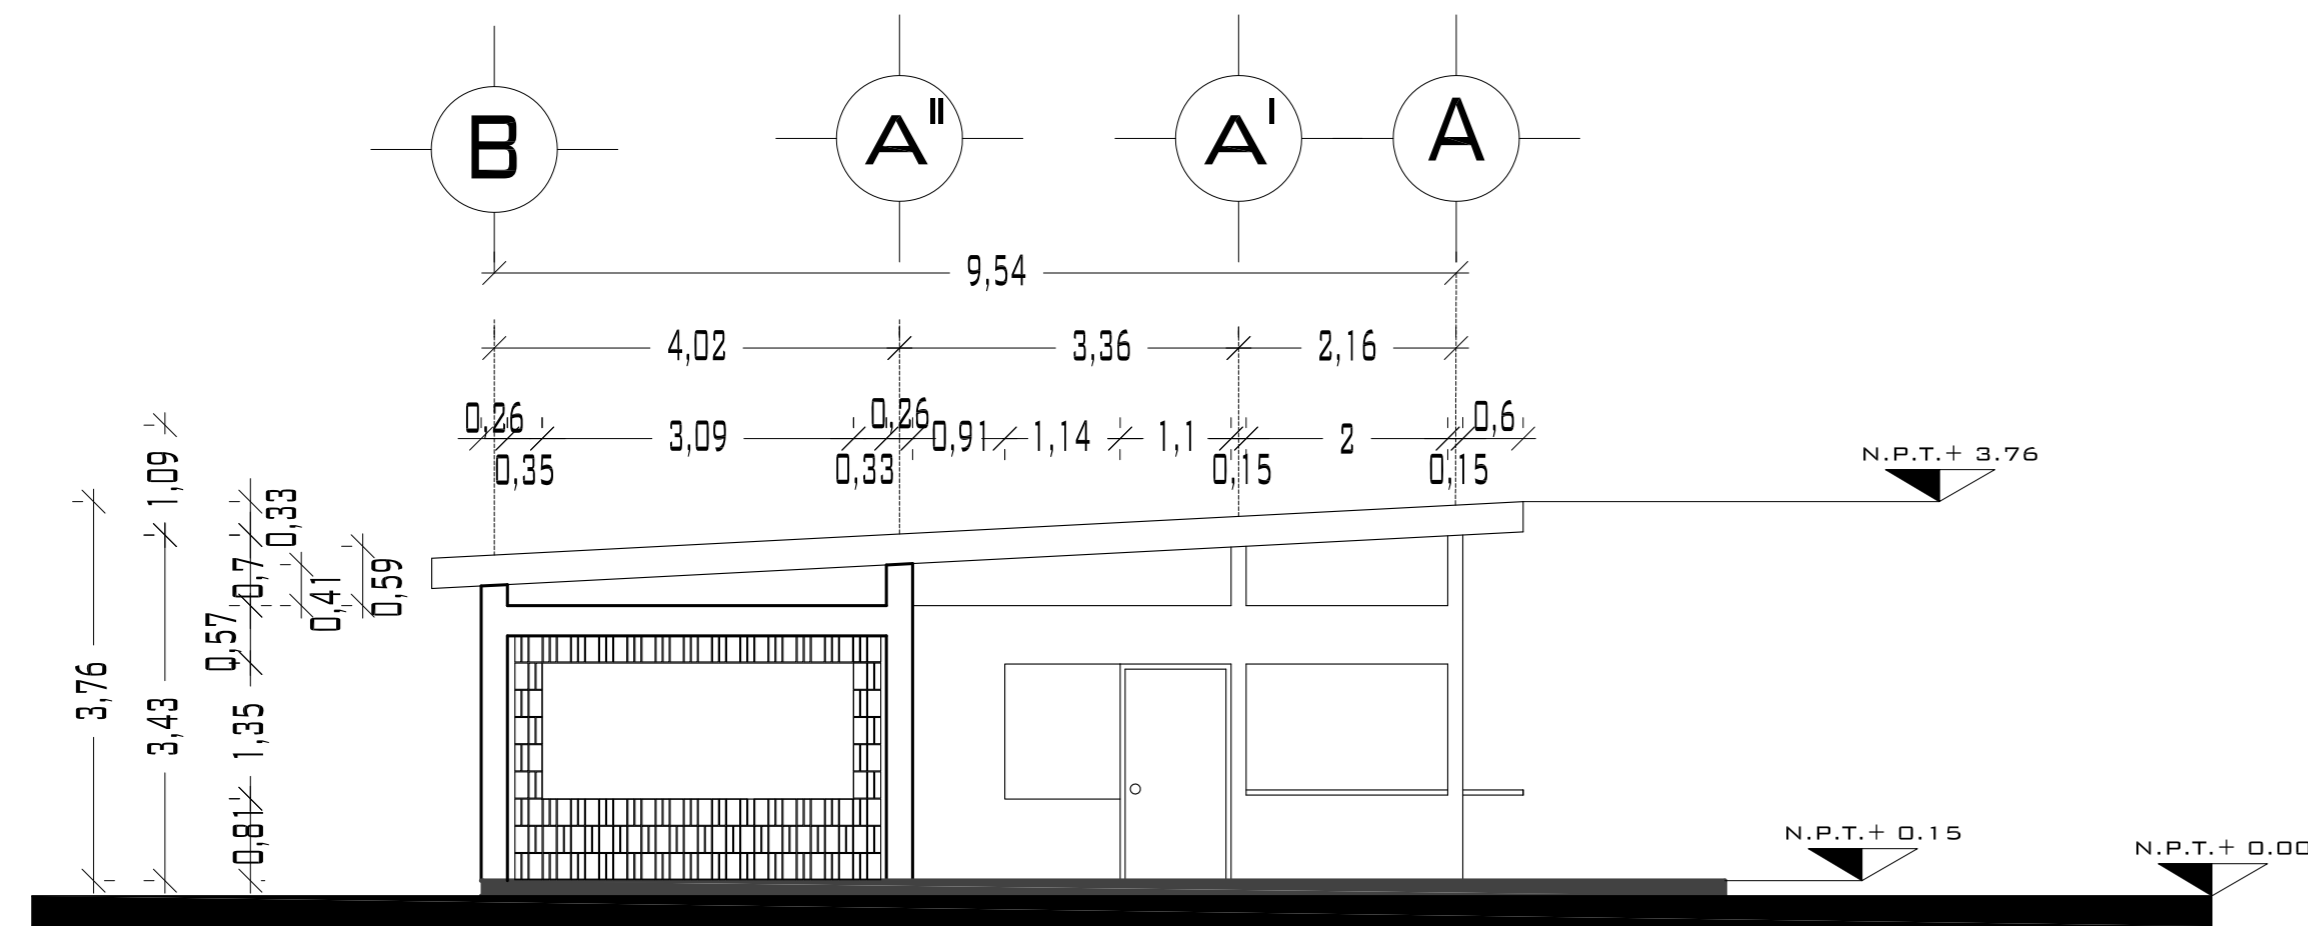 B A'' A' A
9,54
4,02 3,36 2,16
0,26 0,26 0,6
3,09 0,91 1,14 1,1 2
0,35 0,33 0,15 0,15
N.P.T.+ 3.76
1,09
0,33
0,7
0,41
0,59
0,57
3,76
3,43
1,35
0,81
N.P.T.+ 0.15
N.P.T.+ 0.00